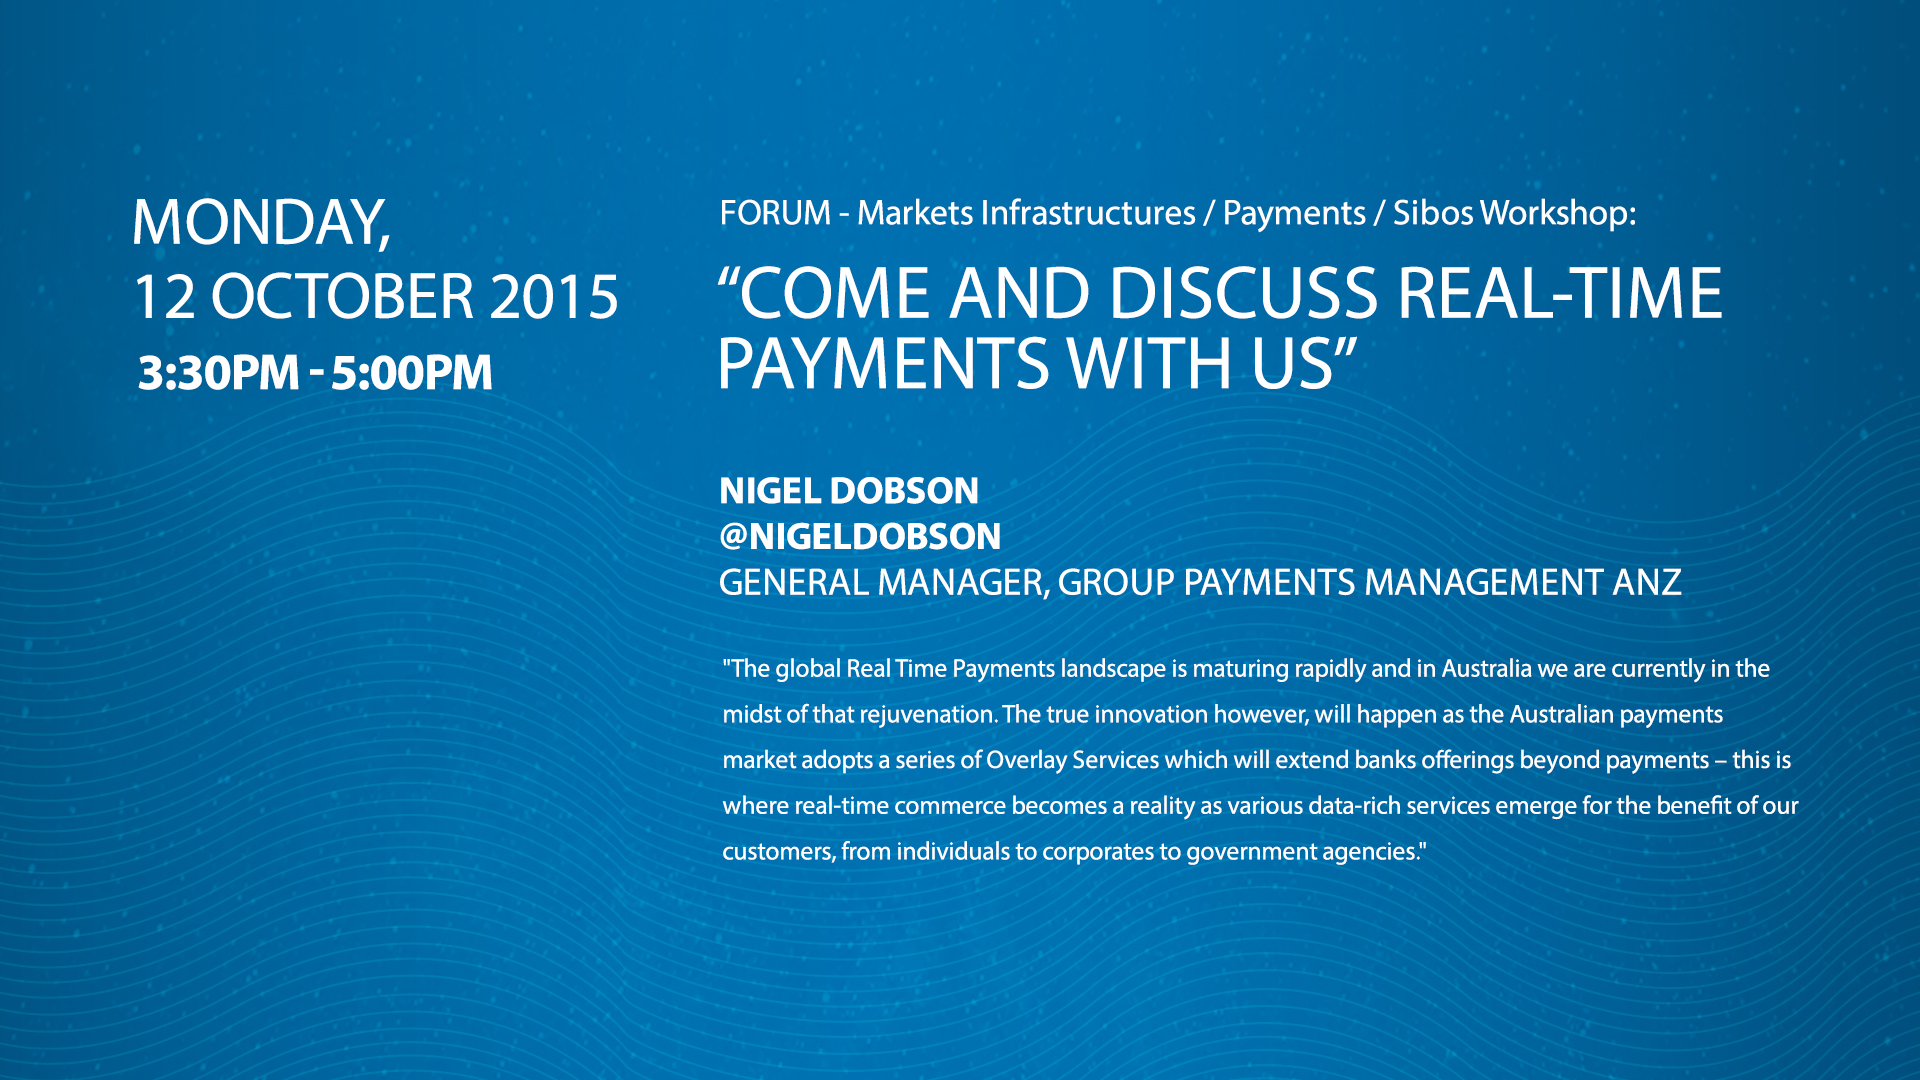 MONDAY,
12 OCTOBER 2015
3:30PM - 5:00PM
FORUM - Markets Infrastructures / Payments / Sibos Workshop:
“COME AND DISCUSS REAL-TIME
PAYMENTS WITH US”
NIGEL DOBSON
@NIGELDOBSON
GENERAL MANAGER, GROUP PAYMENTS MANAGEMENT ANZ
"The global Real Time Payments landscape is maturing rapidly and in Australia we are currently in the
midst of that rejuvenation. The true innovation however, will happen as the Australian payments
market adopts a series of Overlay Services which will extend banks offerings beyond payments – this is
where real-time commerce becomes a reality as various data-rich services emerge for the benefit of our
customers, from individuals to corporates to government agencies."